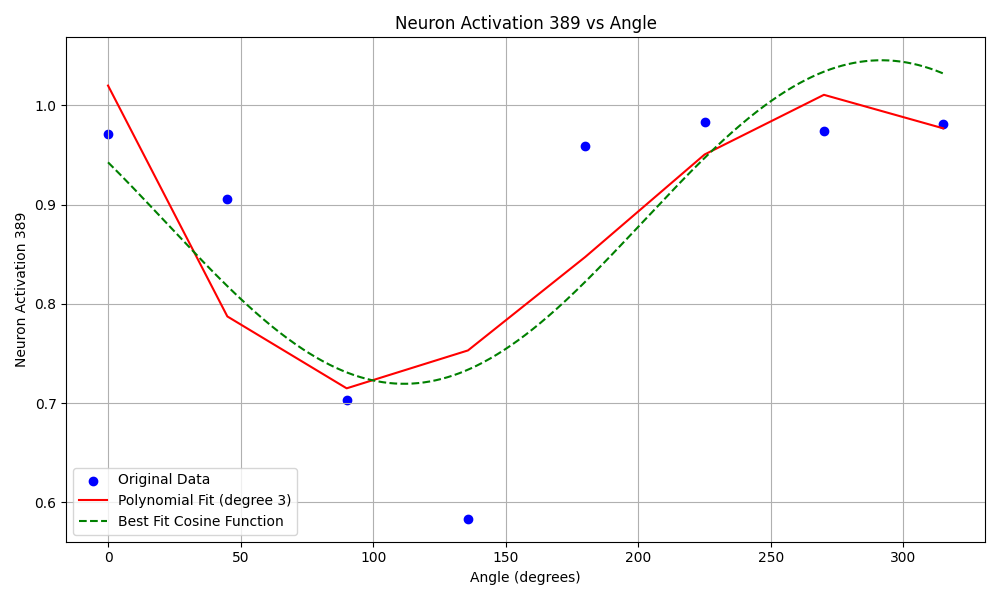 Neuron Activation 389 vs Angle
Neuron Activation 389
1.0
0.9
0.8
0.7
0.6
Original Data
Polynomial Fit (degree 3)
Best Fit Cosine Function
0 50 100 150 200 250 300
Angle (degrees)